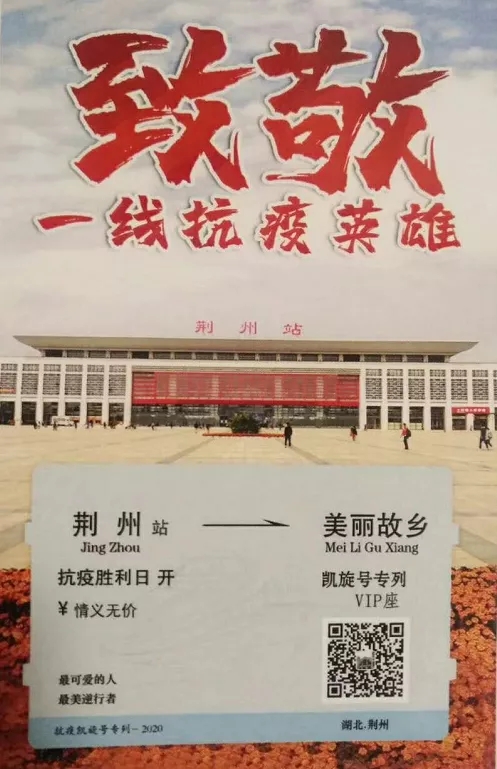 致敬
一线抗疫英雄
荆州站
荆州站 美丽故乡
Jing Zhou Mei Li Gu Xiang
抗疫胜利日 开 凯旋号专列
¥ 情义无价 VIP座
最可爱的人
最美逆行者
抗疫凯旋号专列-2020 湖北.荆州